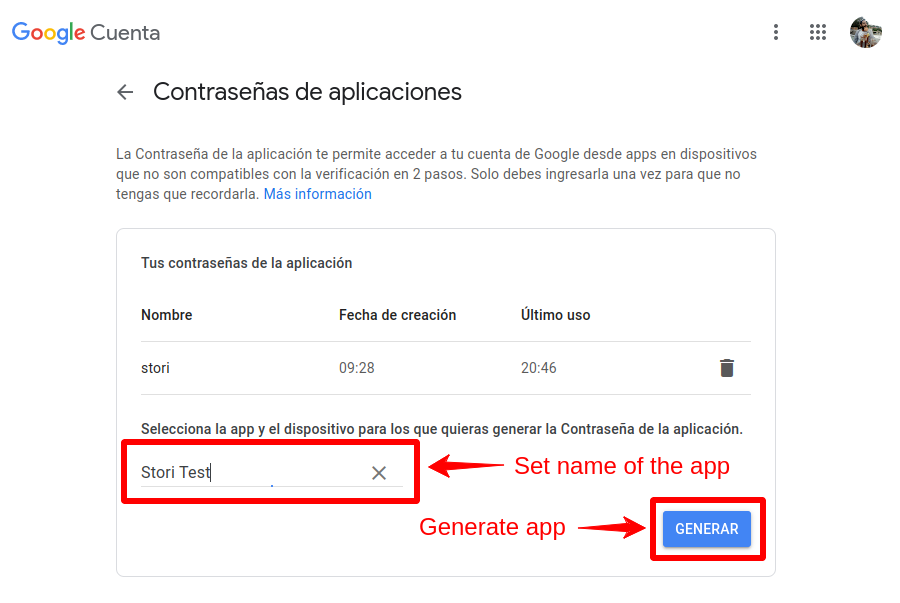 Google Cuenta
Contraseñas de aplicaciones
La Contraseña de la aplicación te permite acceder a tu cuenta de Google desde apps en dispositivos
que no son compatibles con la verificación en 2 pasos. Solo debes ingresarla una vez para que no
tengas que recordarla. Más información
Tus contraseñas de la aplicación
Nombre Fecha de creación Último uso
stori 09:28 20:46
Selecciona la app y el dispositivo para los que quieras generar la Contraseña de la aplicación.
Stori Test Set name of the app
Generate app GENERAR